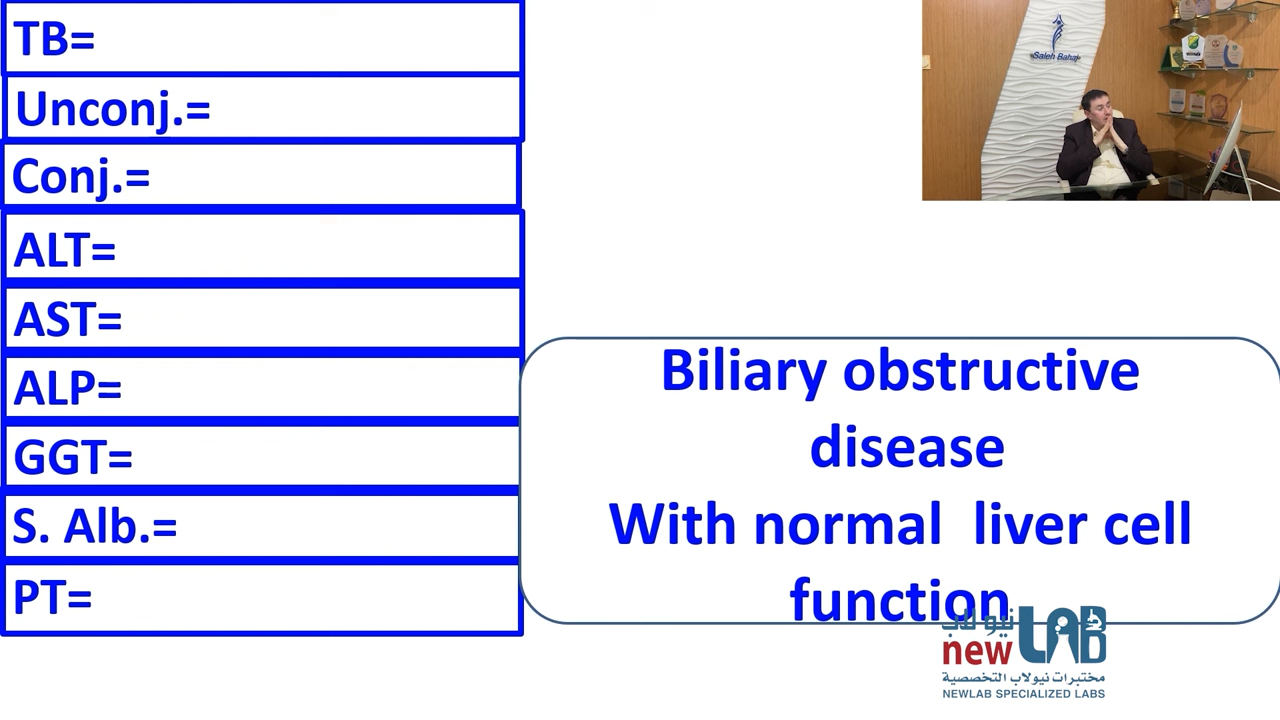 TB=
Unconj.=
Conj.=
ALT=
AST=
ALP=
GGT=
S. Alb.=
PT=
Saleh Bahaj
Biliary obstructive
disease
With normal liver cell
function
نيو لاب
new LAB
مختبرات نيولاب التخصصية
NEWLAB SPECIALIZED LABS